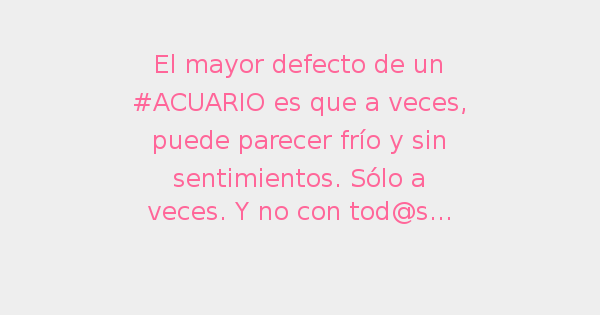 El mayor defecto de un
#ACUARIO es que a veces,
puede parecer frío y sin
sentimientos. Sólo a
veces. Y no con tod@s...